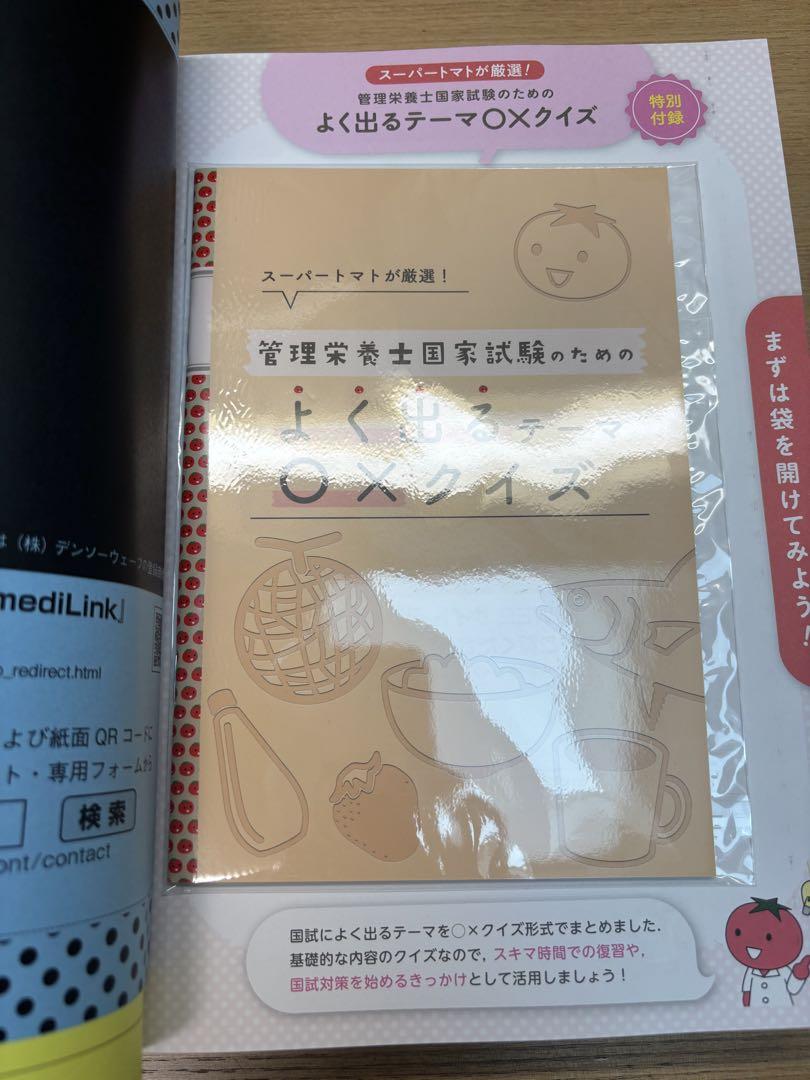 スーパートマトが厳選！
管理栄養士国家試験のための
よく出るテーマ○×クイズ
特別
付録
スーパートマトが厳選！
管理栄養士国家試験のための
よく出るテーマ
○×クイズ
まずは袋を開けてみよう！
は（株）デンソーウェーブの登録商
mediLink』
o_redirect.html
よび紙面QRコードに
ト・専用フォームから
検索
ont/contact
国試によく出るテーマを○×クイズ形式でまとめました．
基礎的な内容のクイズなので，スキマ時間での復習や，
国試対策を始めるきっかけとして活用しましょう！